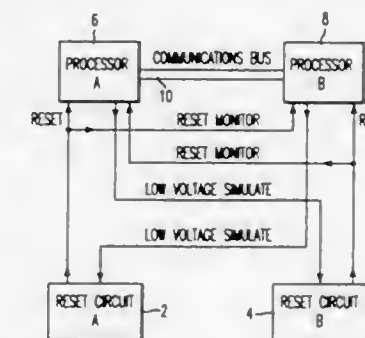 6
8
PROCESSOR
A
COMMUNICATIONS BUS
10
PROCESSOR
B
RESET
RESET MONITOR
R
RESET MONITOR
LOW VOLTAGE SIMULATE
LOW VOLTAGE SIMULATE
RESET CIRCUIT
A
2
4
RESET CIRCUIT
B